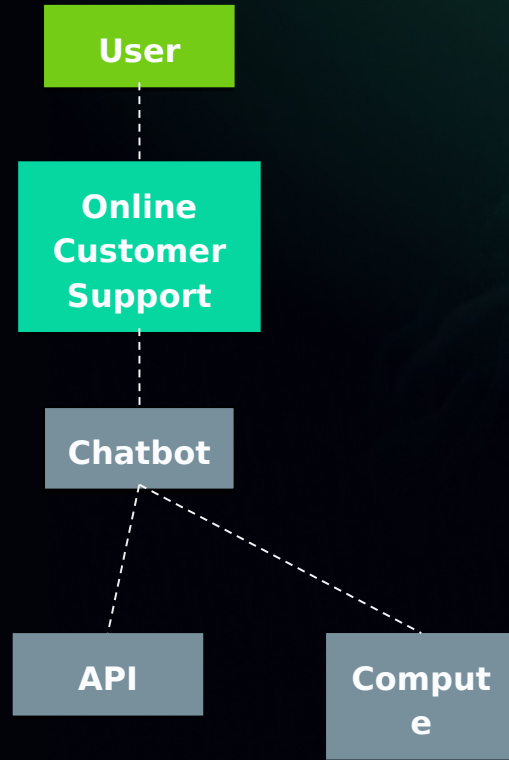 User
Online
Customer
Support
Chatbot
API
Comput
e